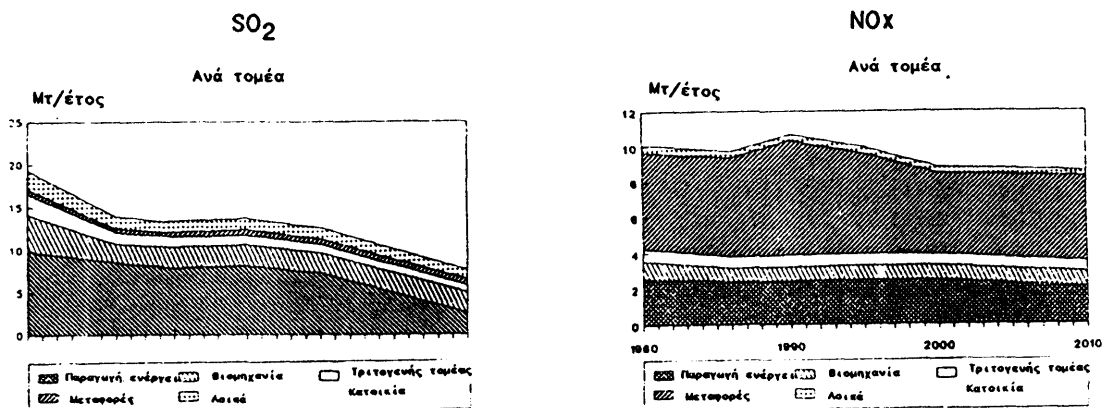 SO2
Ανά τομέα
Μτ/έτος
25
20
15
10
5
0
Παραγωγή ενέργει
Βιομηχανία
Τριτογενής τομέας
Μεταφορές
Λοιπά
Κατοικία
NOx
Ανά τομέα
Μτ/έτος
12
10
8
6
4
2
0
1980
1990
2000
2010
Παραγωγή ενέργει
Βιομηχανία
Τριτογενής τομέας
Μεταφορές
Λοιπά
Κατοικία